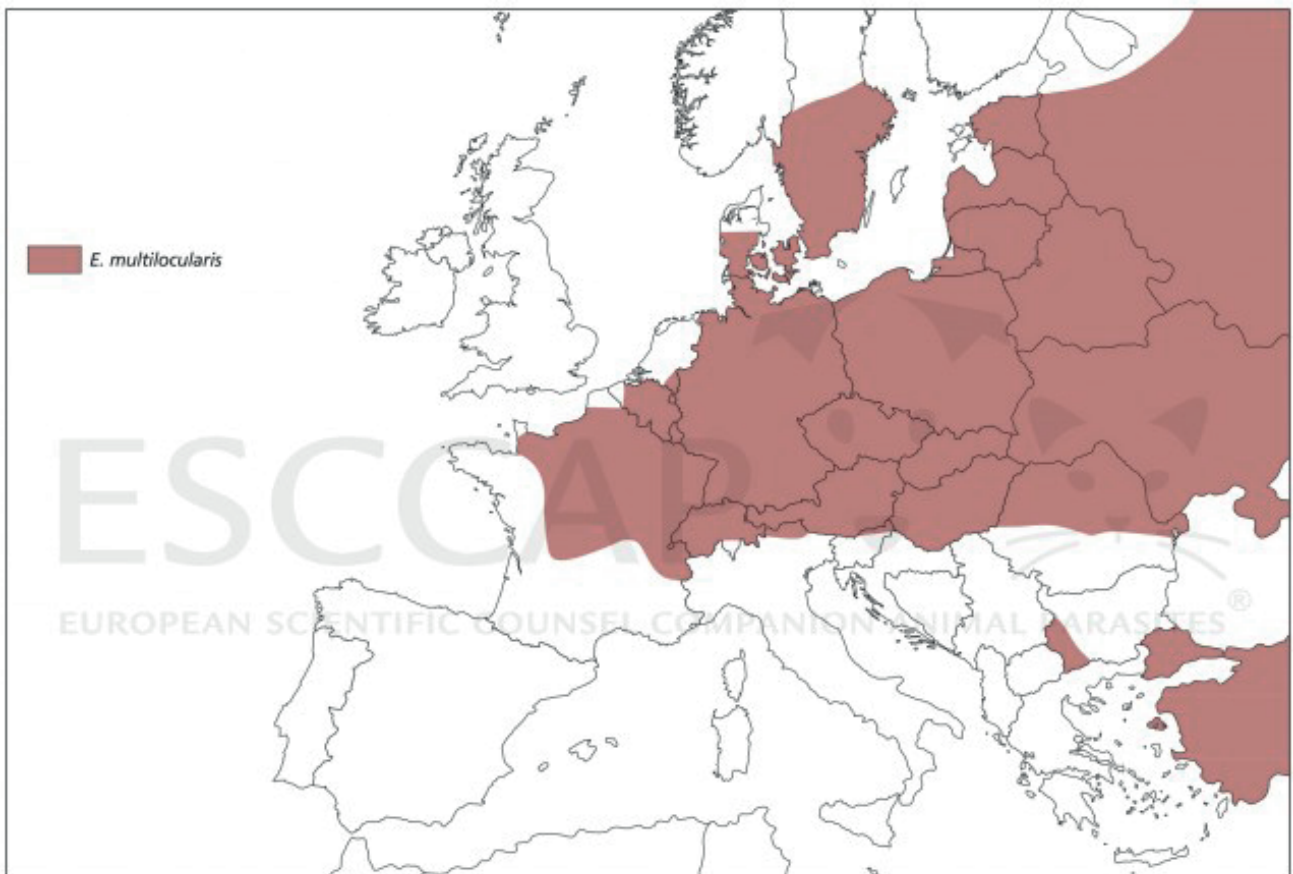 E. multilocularis
ESCCAP
EUROPEAN SCIENTIFIC COUNSEL COMPANION ANIMAL PARASITES ®